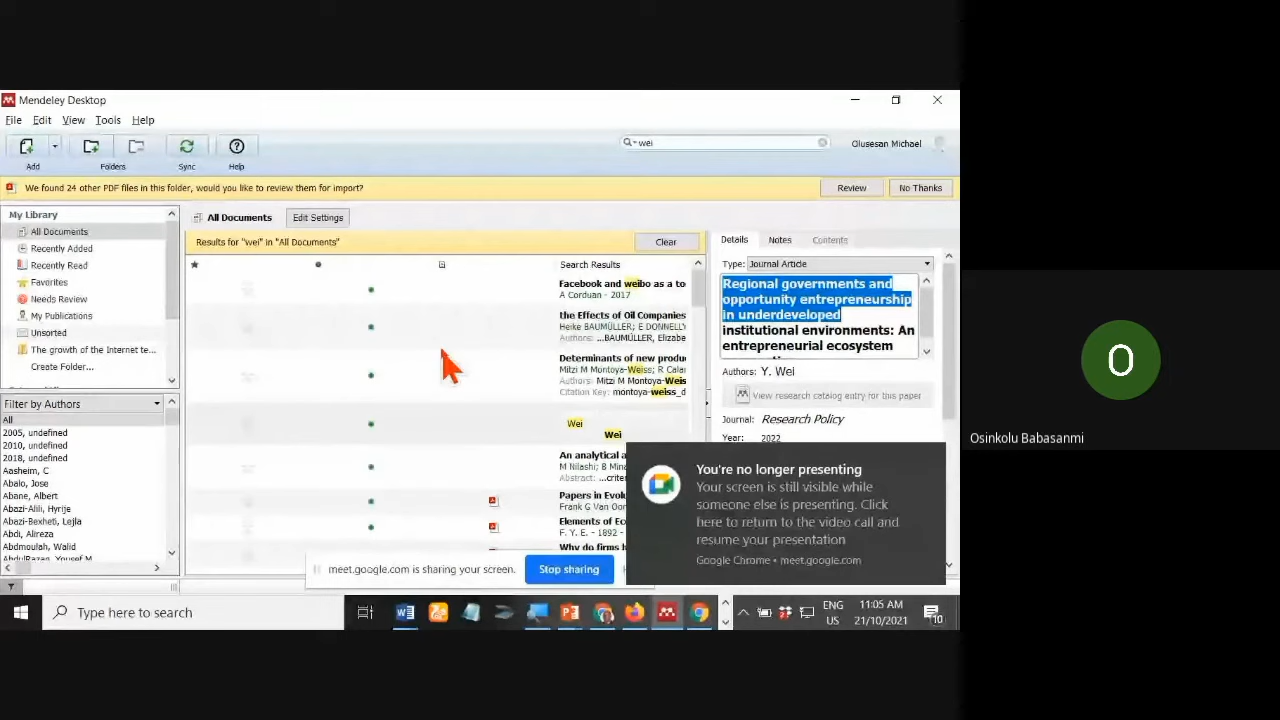 Mendeley Desktop
File Edit View Tools Help
wei
Olusesan Michael
Add Folders Sync Help
We found 24 other PDF files in this folder, would you like to review them for import?
Review No Thanks
My Library
All Documents
Recently Added
Recently Read
Favorites
Needs Review
My Publications
Unsorted
The growth of the Internet te...
Create Folder...
Filter by Authors
All
2005, undefined
2010, undefined
2018, undefined
Aasheim, C
Abalo, Jose
Abane, Albert
Abazi-Alili, Hyrije
Abazi-Bexheti, Lejla
Abdi, Alireza
Abdmoulah, Walid
AbdulRazan, Yousef M
All Documents Edit Settings
Results for "wei" in "All Documents"
Clear
Search Results
Facebook and weibo as a to
A Corduan - 2017
the Effects of Oil Companies
Heike BAUMÜLLER; E DONNELLY
Authors: ...BAUMÜLLER, Elizabe
Determinants of new produ
Mitzi M Montoya-Weiss; R Calar
Authors: Mitzi M Montoya-Weis
Citation Key: montoya-weiss_d
Wei
Wei
An analytical a
M Nilashi; B Mina
Abstract: ...criter
Papers in Evol
Frank G Van Oor
Elements of Ec
F. Y. E. - 1892 -
Why do firms
Details Notes Contents
Type: Journal Article
Regional governments and
opportunity entrepreneurship
in underdeveloped
institutional environments: An
entrepreneurial ecosystem
Authors: Y. Wei
View research catalog entry for this paper
Journal: Research Policy
Year: 2022
You're no longer presenting
Your screen is still visible while
someone else is presenting. Click
here to return to the video call and
resume your presentation
Google Chrome • meet.google.com
meet.google.com is sharing your screen.
Stop sharing
Type here to search
ENG
US
11:05 AM
21/10/2021
10
O
Osinkolu Babasanmi